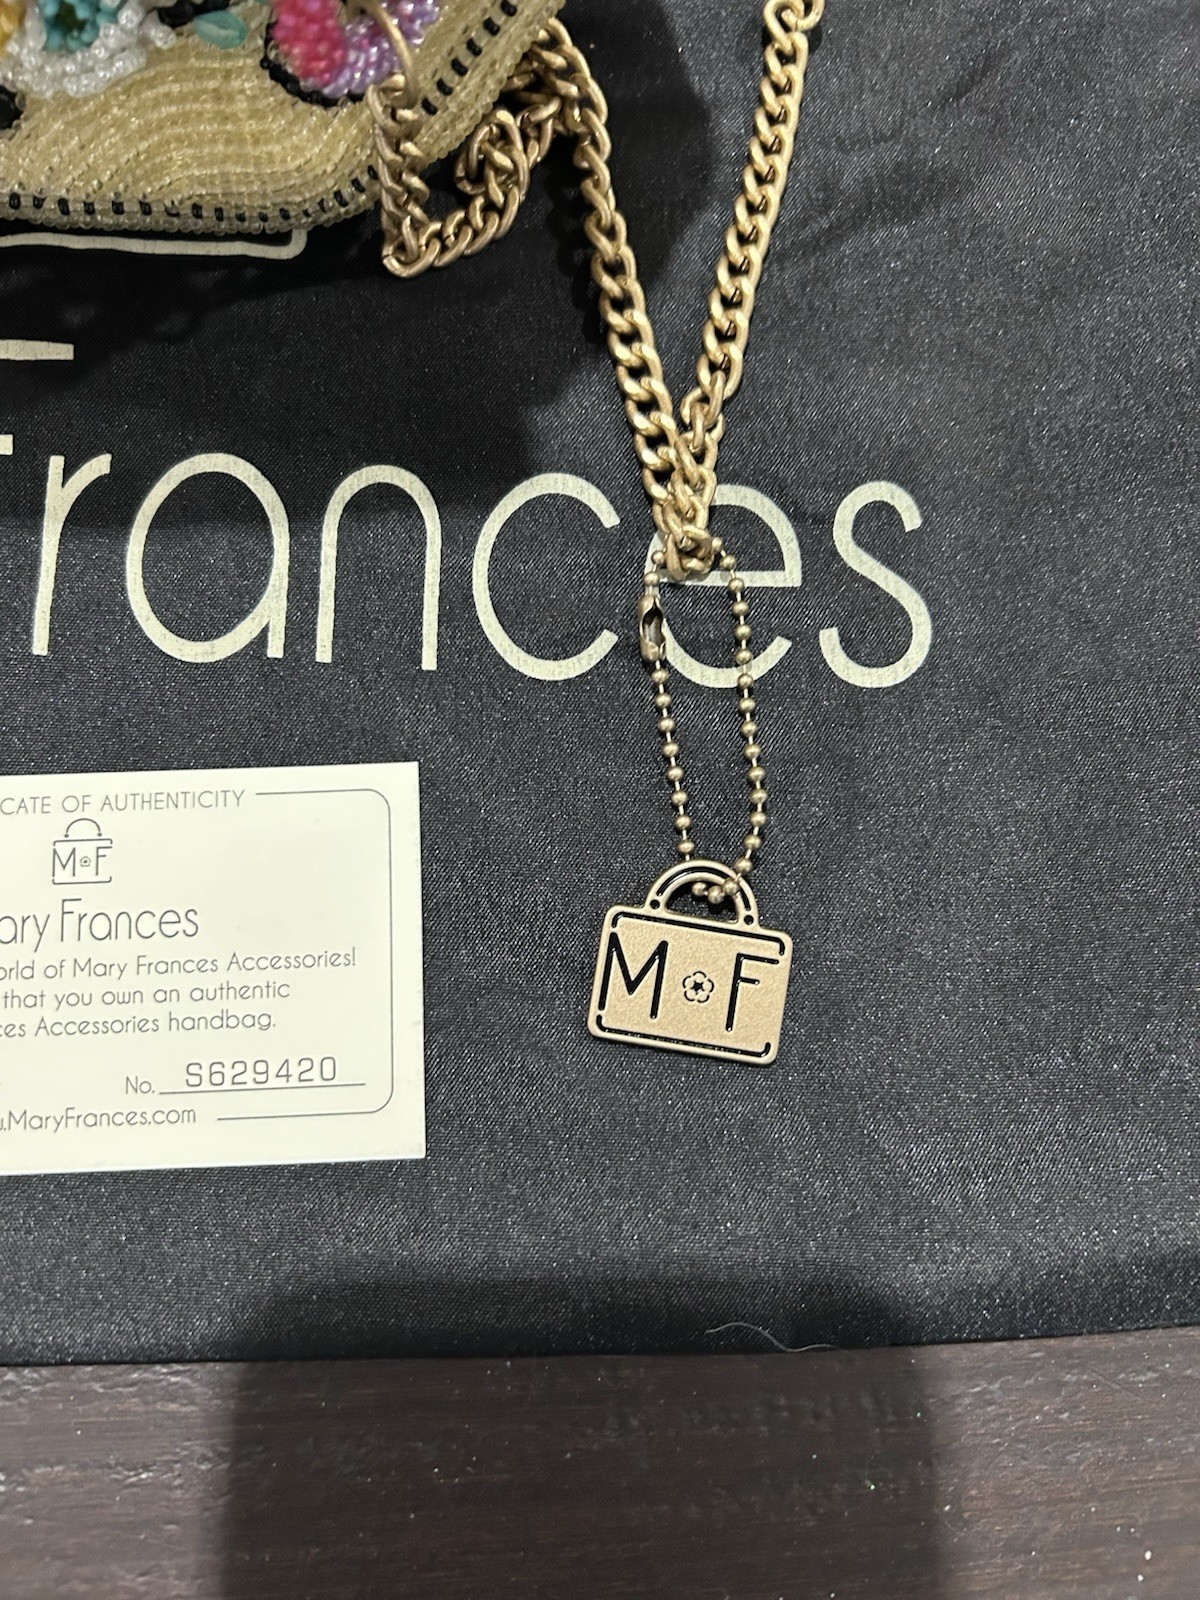 Frances
CATE OF AUTHENTICITY
M F
ary Frances
orld of Mary Frances Accessories!
that you own an authentic
ces Accessories handbag.
No. S629420
.MaryFrances.com
M F